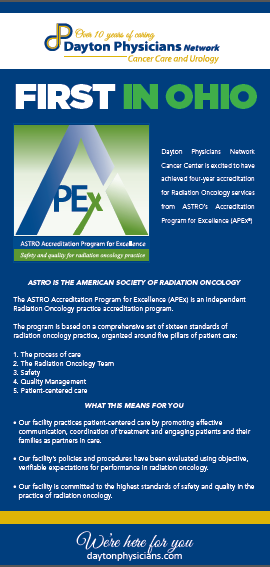 Over 10 years of caring
Dayton Physicians Network
Cancer Care and Urology
FIRST IN OHIO
APEx
ASTRO Accreditation Program for Excellence
Safety and quality for radiation oncology practice
Dayton Physicians Network
Cancer Center is excited to have
achieved four-year accreditation
for Radiation Oncology services
from ASTRO's Accreditation
Program for Excellence (APEx®)
ASTRO IS THE AMERICAN SOCIETY OF RADIATION ONCOLOGY
The ASTRO Accreditation Program for Excellence (APEx) is an independent
Radiation Oncology practice accreditation program.
The program is based on a comprehensive set of sixteen standards of
radiation oncology practice, organized around five pillars of patient care:
1. The process of care
2. The Radiation Oncology Team
3. Safety
4. Quality Management
5. Patient-centered care
WHAT THIS MEANS FOR YOU
• Our facility practices patient-centered care by promoting effective
communication, coordination of treatment and engaging patients and their
families as partners in care.
• Our facility's policies and procedures have been evaluated using objective,
verifiable expectations for performance in radiation oncology.
• Our facility is committed to the highest standards of safety and quality in the
practice of radiation oncology.
We're here for you
daytonphysicians.com